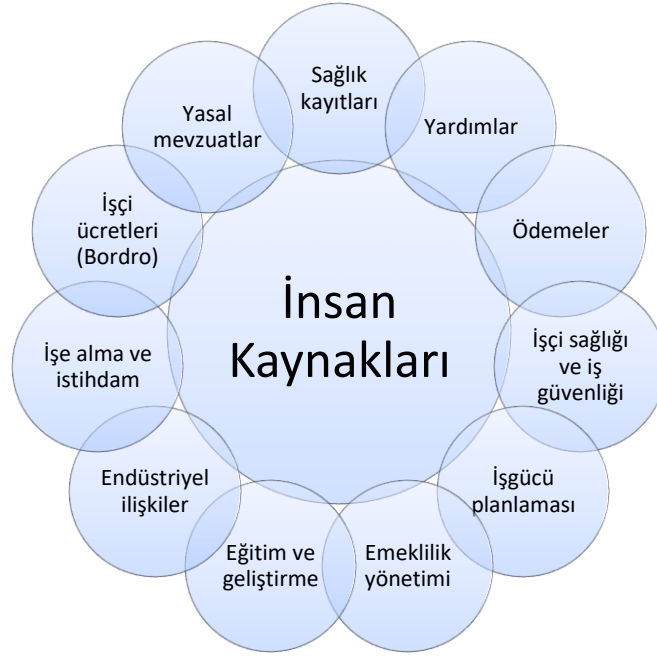 İnsan
Kaynakları
Sağlık
kayıtları
Yardımlar
Ödemeler
İşçi sağlığı
ve iş
güvenliği
İşgücü
planlaması
Emeklilik
yönetimi
Eğitim ve
geliştirme
Endüstriyel
ilişkiler
İşe alma ve
istihdam
İşçi
ücretleri
(Bordro)
Yasal
mevzuatlar